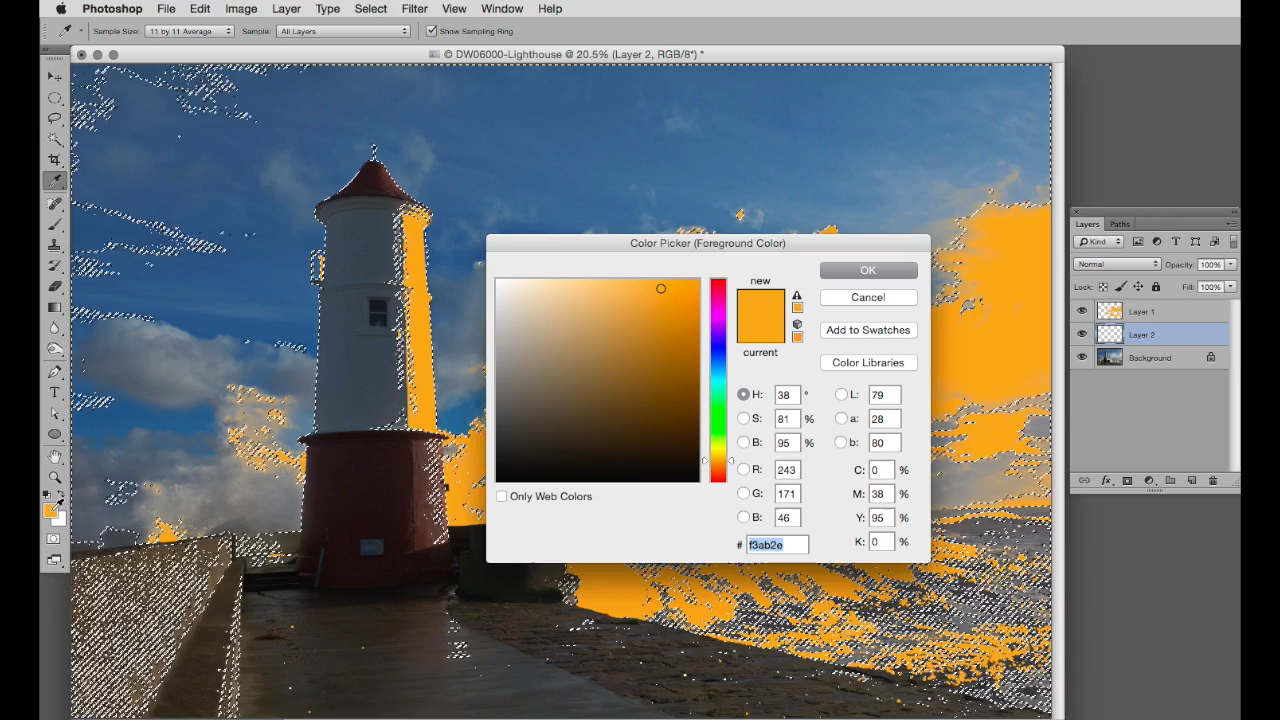 Photoshop File Edit Image Layer Type Select Filter View Window Help
Sample Size: 11 by 11 Average Sample: All Layers Show Sampling Ring
© DW06000-Lighthouse @ 20.5% (Layer 2, RGB/8*) *
Color Picker (Foreground Color)
new
current
OK
Cancel
Add to Swatches
Color Libraries
H: 38 °
S: 81 %
B: 95 %
R: 243
G: 171
B: 46
# f3ab2e
L: 79
a: 28
b: 80
C: 0 %
M: 38 %
Y: 95 %
K: 0 %
Only Web Colors
Layers Paths
Kind
Normal Opacity: 100%
Lock: Fill: 100%
Layer 1
Layer 2
Background